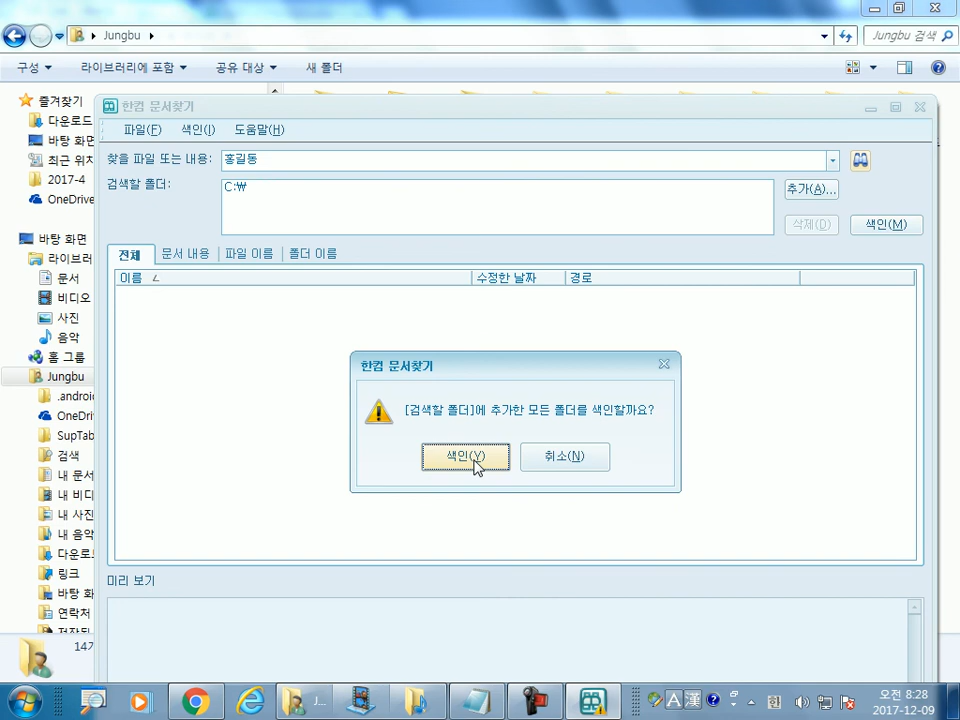 Jungbu
Jungbu 검색
구성
라이브러리에 포함
공유 대상
새 폴더
즐겨찾기
다운로드
바탕 화면
최근 위치
2017-4
OneDrive
바탕 화면
라이브러
문서
비디오
사진
음악
홈 그룹
Jungbu
.android
OneDri
SupTab
검색
내 문서
내 비디
내 사진
내 음악
다운로드
링크
바탕 화
연락처
14개
한컴 문서찾기
파일(F)
색인(I)
도움말(H)
찾을 파일 또는 내용:
홍길동
검색할 폴더:
C:₩
추가(A)...
삭제(D)
색인(M)
전체
문서 내용
파일 이름
폴더 이름
이름
수정한 날짜
경로
한컴 문서찾기
[검색할 폴더]에 추가한 모든 폴더를 색인할까요?
색인(Y)
취소(N)
미리 보기
J...
A
漢
한
오전 8:28
2017-12-09